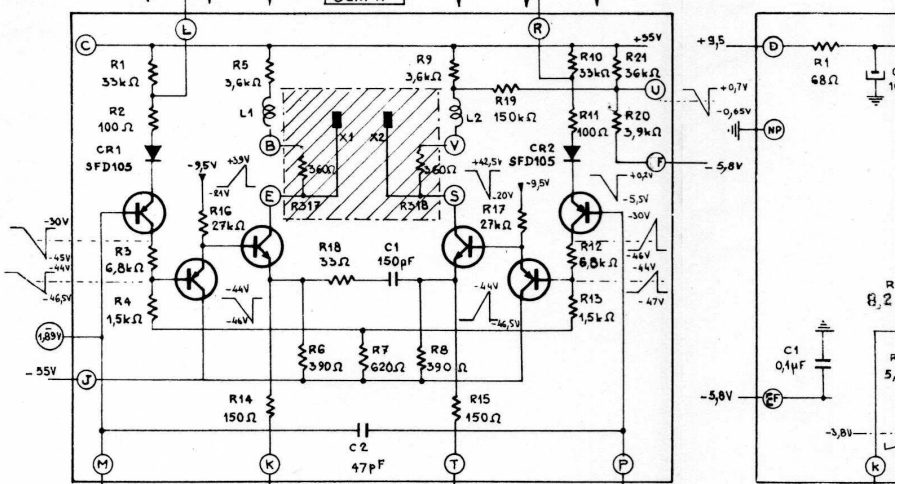 L
R
C
+55V
+9,5
D
R1
33kΩ
R5
3,6kΩ
R9
3,6kΩ
R10
33kΩ
R21
36kΩ
R1
68Ω
R2
100Ω
L1
X1
X2
L2
R19
150kΩ
U
+0,7V
-0,65V
R11
100Ω
R20
3,9kΩ
NP
CR1
SFD105
B
V
CR2
SFD105
F
-5,8V
360Ω
360Ω
-9,5V
+39V
-21V
+42,5V
-20V
-9,5V
+0,2V
-5,5V
E
R317
R318
S
R16
27kΩ
R17
27kΩ
-30V
-45V
-44V
-46,5V
-30V
-46V
-44V
-47V
R3
6,8kΩ
R18
33Ω
C1
150pF
R12
6,8kΩ
R4
1,5kΩ
-44V
-46V
-44V
-46,5V
R13
1,5kΩ
8,2
1,89V
R6
390Ω
R7
620Ω
R8
390Ω
C1
0,1µF
-55V
J
R14
150Ω
R15
150Ω
-5,8V
C2
47pF
-3,8V
M
K
T
P
k